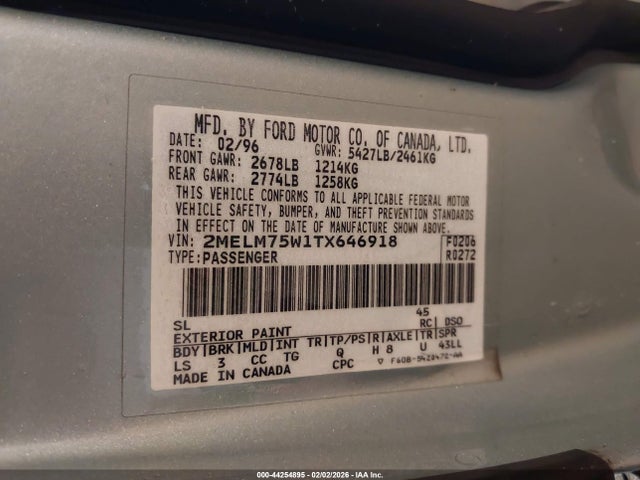 MFD. BY FORD MOTOR CO. OF CANADA, LTD.
DATE: 02/96 GVWR: 5427LB/2461KG
FRONT GAWR: 2678LB 1214KG
REAR GAWR: 2774LB 1258KG
THIS VEHICLE CONFORMS TO ALL APPLICABLE FEDERAL MOTOR
VEHICLE SAFETY, BUMPER, AND THEFT PREVENTION STANDARDS
IN EFFECT ON THE DATE OF MANUFACTURE SHOWN ABOVE.
VIN: 2MELM75W1TX646918 F0206
TYPE: PASSENGER R0272
SL 45
EXTERIOR PAINT RC| DSO
BDY|BRK|MLD|INT TR|TP/PS|R|AXLE|TR|SPR
LS 3 CC TG Q H 8 U 43LL
MADE IN CANADA CPC ▽ F60B-5420472-AA
000-44254895 - 02/02/2026 - IAA Inc.